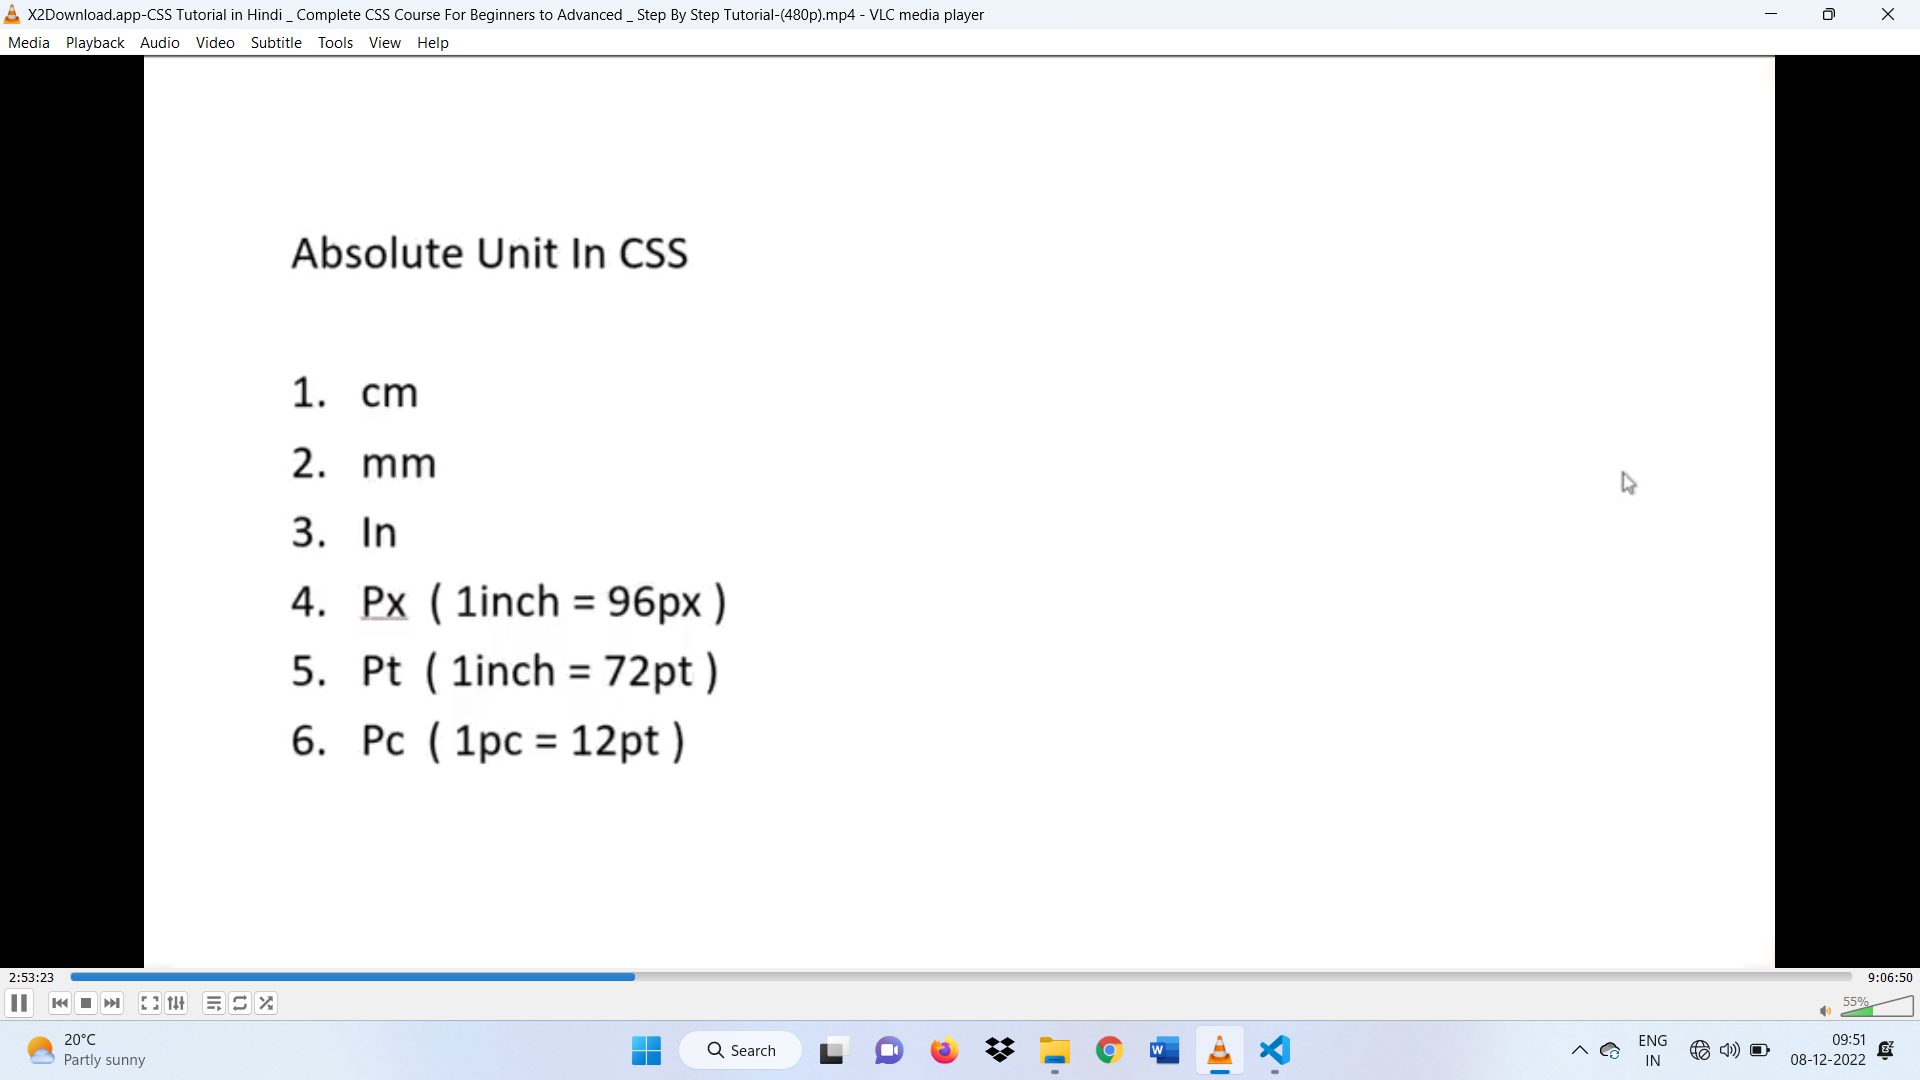 X2Download.app-CSS Tutorial in Hindi _ Complete CSS Course For Beginners to Advanced _ Step By Step Tutorial-(480p).mp4 - VLC media player
Media Playback Audio Video Subtitle Tools View Help
Absolute Unit In CSS
1. cm
2. mm
3. In
4. Px ( 1inch = 96px )
5. Pt ( 1inch = 72pt )
6. Pc ( 1pc = 12pt )
2:53:23 9:06:50
55%
20°C
Partly sunny
Search
ENG
IN
09:51
08-12-2022